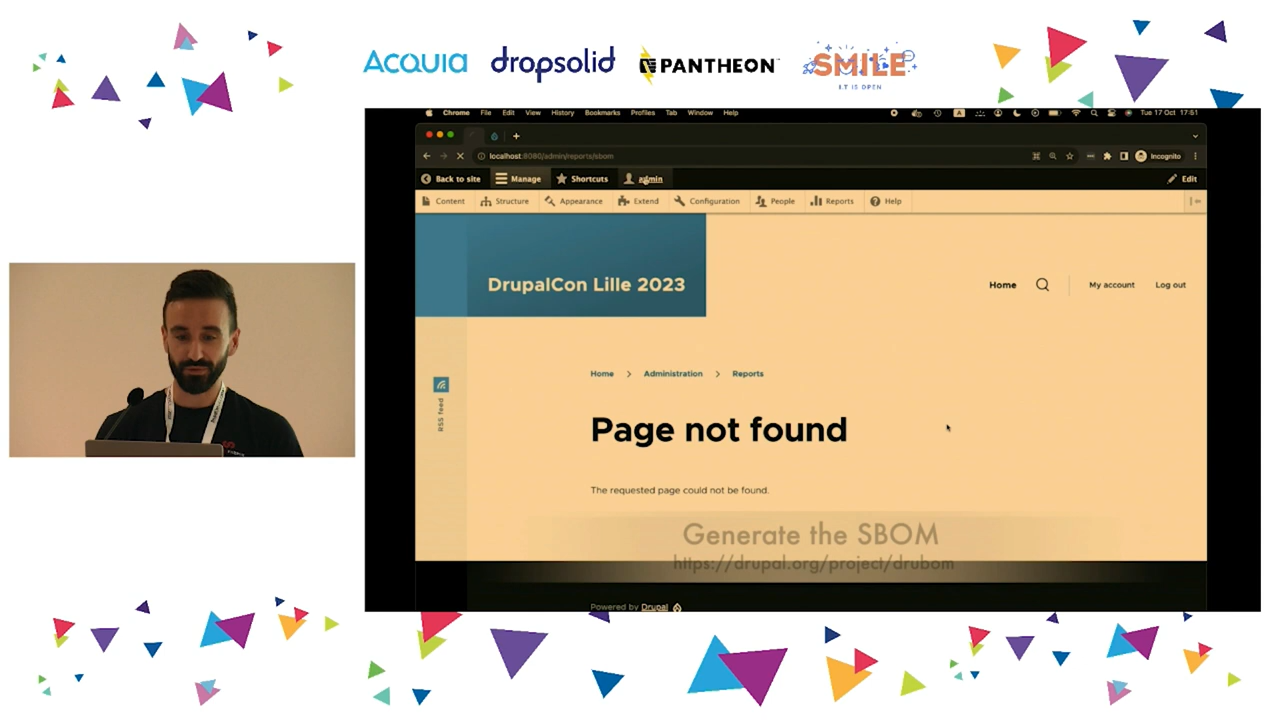 ACQUIA dropsolid PANTHEON SMILE
I.T IS OPEN
Chrome File Edit View History Bookmarks Profiles Tab Window Help
A Tue 17 Oct 17:51
localhost:8080/admin/reports/sbom
Incognito
Back to site Manage Shortcuts admin Edit
Content Structure Appearance Extend Configuration People Reports Help
DrupalCon Lille 2023
Home My account Log out
RSS feed
Home > Administration > Reports
Page not found
The requested page could not be found.
Generate the SBOM
https://drupal.org/project/drubom
Powered by Drupal